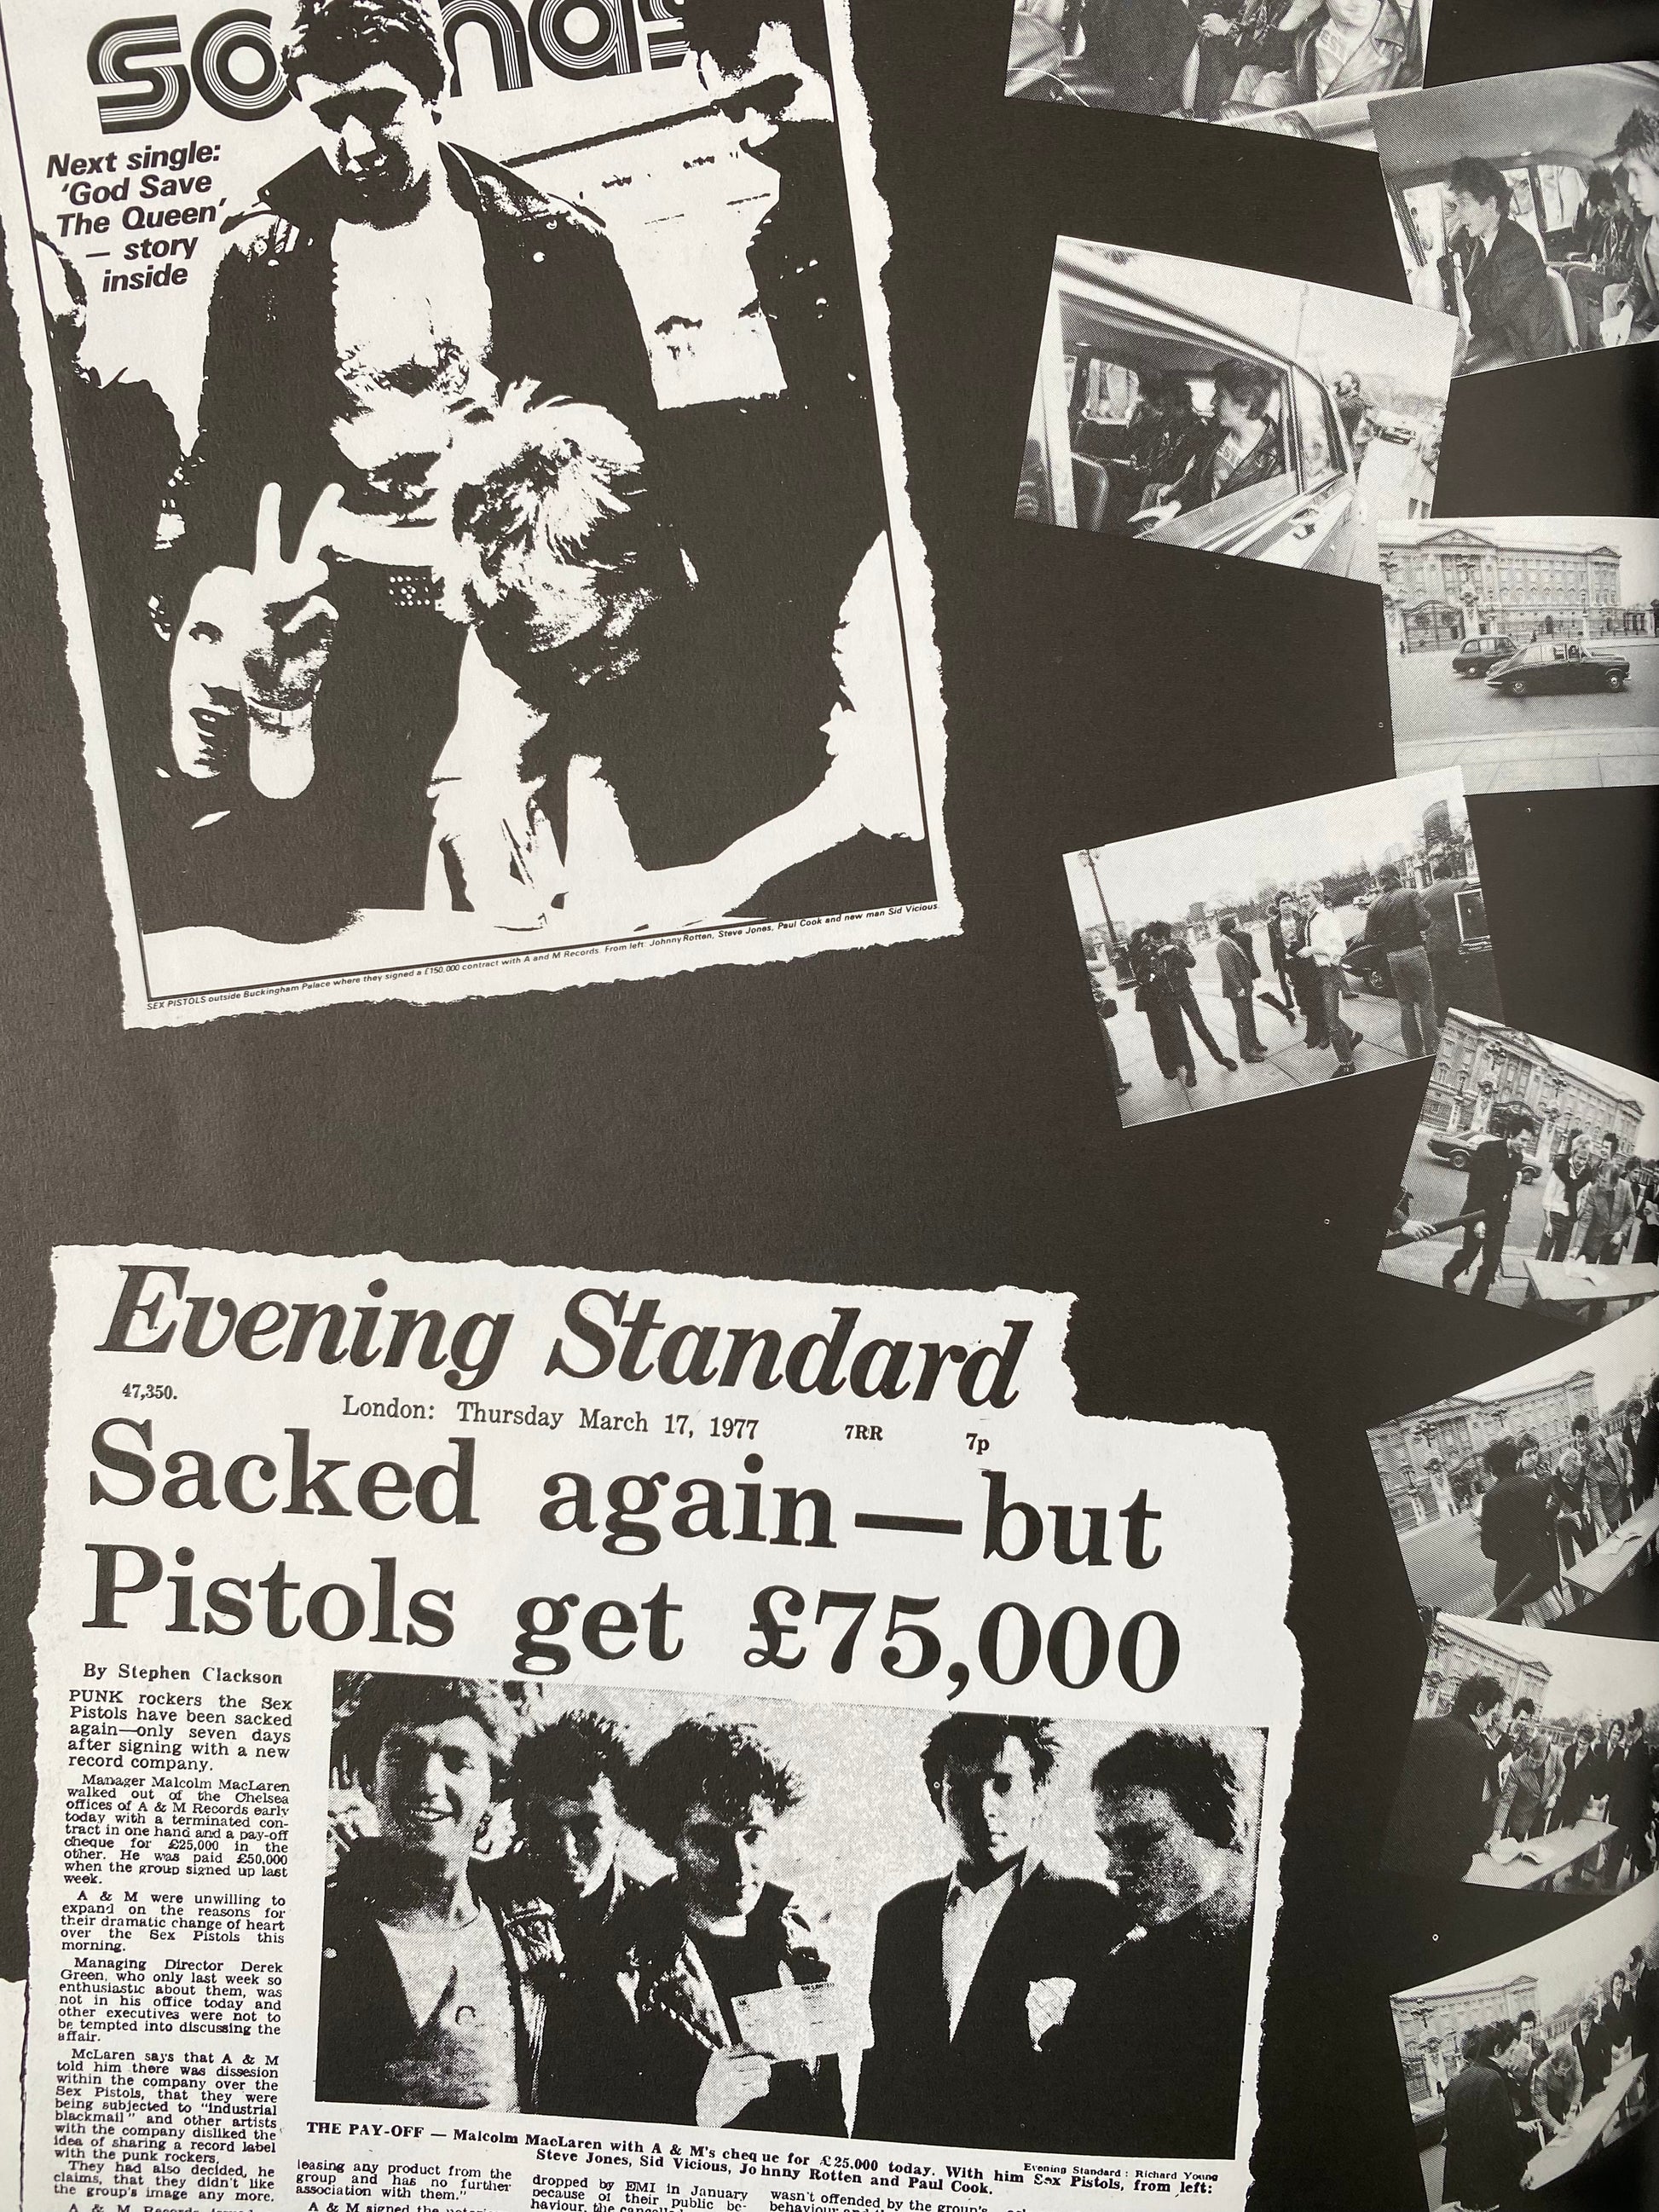 sounds
Next single:
'God Save
The Queen'
— story
inside
SEX PISTOLS outside Buckingham Palace where they signed a £150,000 contract with A and M Records. From left: Johnny Rotten, Steve Jones, Paul Cook and new man Sid Vicious.
Evening Standard
47,350.
London: Thursday March 17, 1977
7RR
7p
Sacked again—but
Pistols get £75,000
By Stephen Clackson
PUNK rockers the Sex
Pistols have been sacked
again—only seven days
after signing with a new
record company.
Manager Malcolm MacLaren
walked out of the Chelsea
offices of A & M Records early
today with a terminated con-
tract in one hand and a pay-off
cheque for £25,000 in the
other. He was paid £50,000
when the group signed up last
week.
A & M were unwilling to
expand on the reasons for
their dramatic change of heart
over the Sex Pistols this
morning.
Managing Director Derek
Green, who only last week so
enthusiastic about them, was
not in his office today and
other executives were not to
be tempted into discussing the
affair.
McLaren says that A & M
told him there was dissesion
within the company over the
Sex Pistols, that they were
being subjected to "industrial
blackmail" and other artists
with the company disliked the
idea of sharing a record label
with the punk rockers.
They had also decided, he
claims, that they didn't like
the group's image any more.
A & M Records
THE PAY-OFF — Malcolm MacLaren with A & M's cheque for £25,000 today. With him Sex Pistols, from left:
Steve Jones, Sid Vicious, Johnny Rotten and Paul Cook.
Evening Standard: Richard Young
leasing any product from the
group and has no further
association with them."
A & M signed the
dropped by EMI in January
because of their public be-
haviour, the
wasn't offended by the group's
behaviour